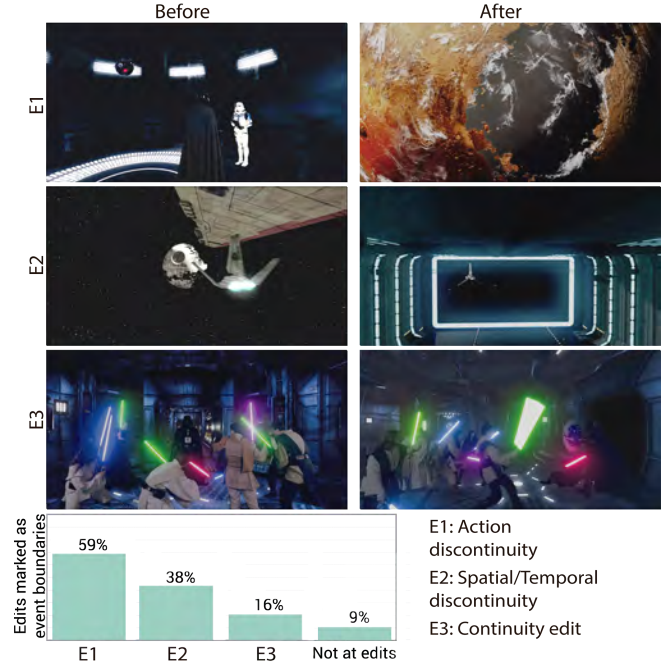 Before
After
E1
E2
E3
Edits marked as
event boundaries
59%
38%
16%
9%
E1
E2
E3
Not at edits
E1: Action
discontinuity
E2: Spatial/Temporal
discontinuity
E3: Continuity edit